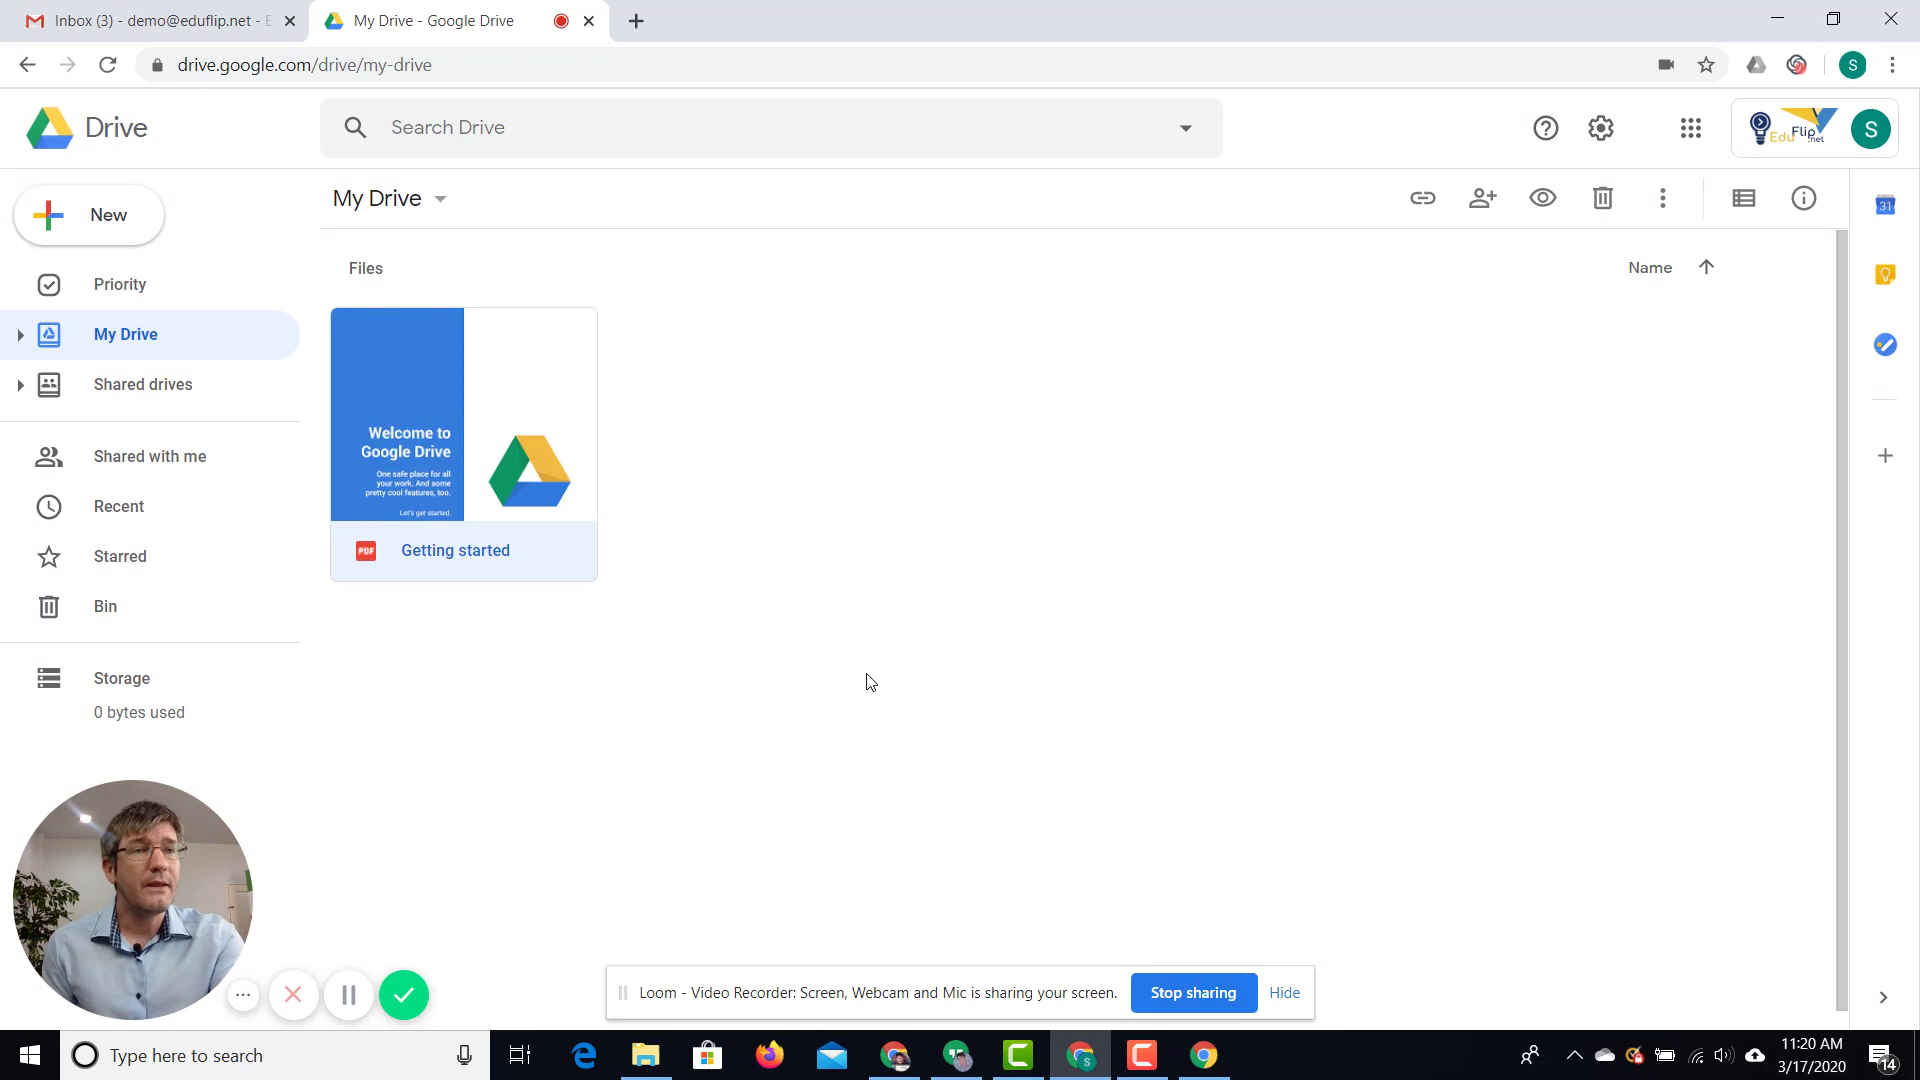 Inbox (3) - demo@eduflip.net - E
My Drive - Google Drive
drive.google.com/drive/my-drive
S
Drive
Search Drive
Edu Flip .net
S
New
My Drive
Priority
Files
Name
My Drive
Shared drives
Welcome to
Google Drive
One safe place for all
your work. And some
pretty cool features, too.
Let's get started.
Shared with me
Recent
Starred
PDF
Getting started
Bin
Storage
0 bytes used
31
Loom - Video Recorder: Screen, Webcam and Mic is sharing your screen.
Stop sharing
Hide
Type here to search
11:20 AM
3/17/2020
14